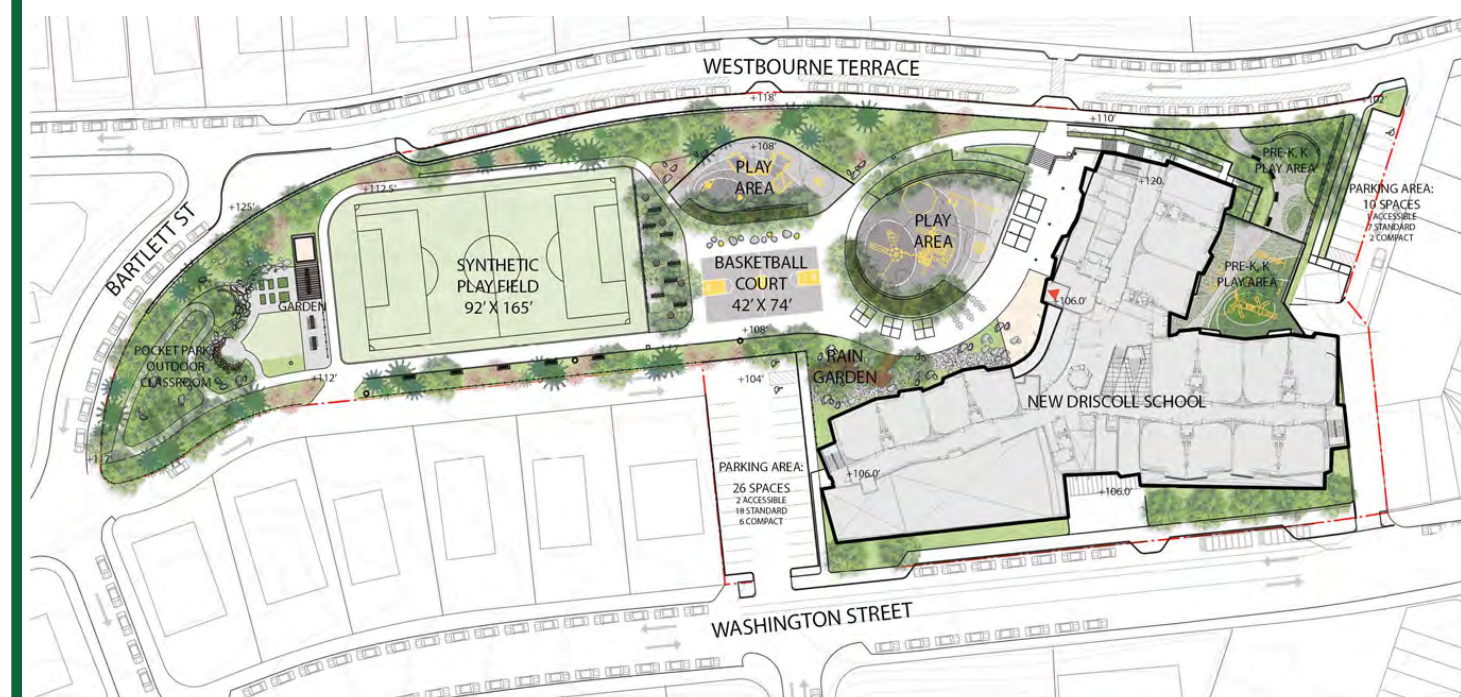 WESTBOURNE TERRACE
+118'
+102'
+110'
+108'
PLAY
AREA
PRE-K, K
PLAY AREA
+120.
+112.5'
PARKING AREA:
10 SPACES
1 ACCESSIBLE
7 STANDARD
2 COMPACT
+125'
BARTLETT ST
PLAY
AREA
SYNTHETIC
PLAY FIELD
92' X 165'
BASKETBALL
COURT
42' X 74'
PRE-K, K
PLAY AREA
GARDEN
+106.0'
+108'
POCKET PARK
OUTDOOR
CLASSROOM
RAIN
GARDEN
+112'
+104'
NEW DRISCOLL SCHOOL
+117'
PARKING AREA:
26 SPACES
2 ACCESSIBLE
18 STANDARD
6 COMPACT
+106.0'
+106.0'
WASHINGTON STREET